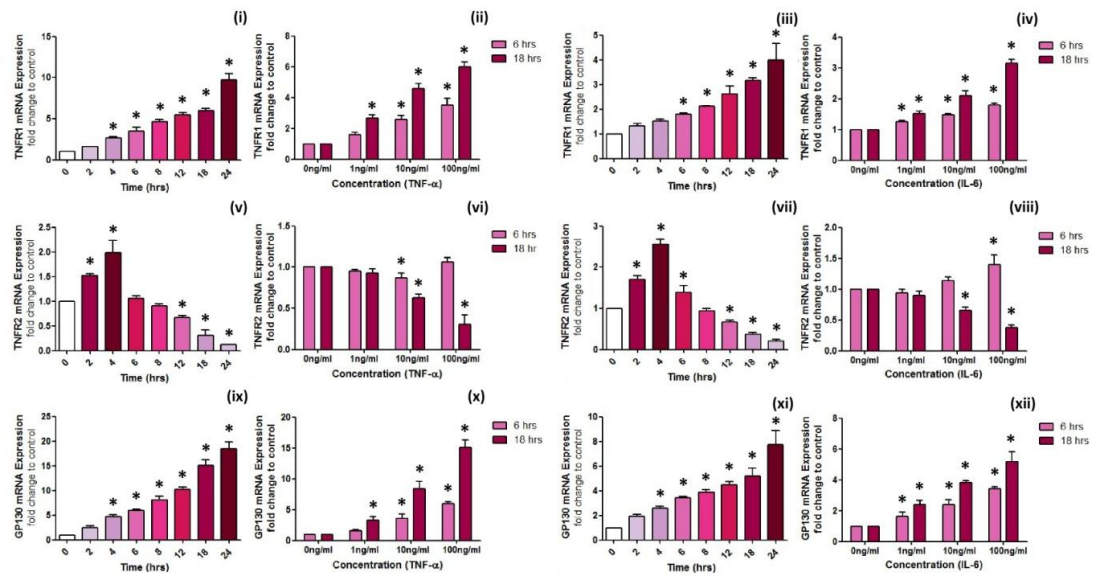 (i)
TNFR1 mRNA Expression
fold change to control
15
10
5
0
0 2 4 6 8 12 18 24
* * * * * * *
Time (hrs)
(ii)
TNFR1 mRNA Expression
fold change to control
8
6
4
2
0
* * * * *
0ng/ml 1ng/ml 10ng/ml 100ng/ml
Concentration (TNF-α)
6 hrs
18 hrs
(iii)
TNFR1 mRNA Expression
fold change to control
5
4
3
2
1
0
* * * * *
0 2 4 6 8 12 18 24
Time (hrs)
(iv)
TNFR1 mRNA Expression
fold change to control
4
3
2
1
0
* * * * * *
0ng/ml 1ng/ml 10ng/ml 100ng/ml
Concentration (IL-6)
6 hrs
18 hrs
(v)
TNFR2 mRNA Expression
fold change to control
2.5
2.0
1.5
1.0
0.5
0.0
* * * * *
0 2 4 6 8 12 18 24
Time (hrs)
(vi)
TNFR2 mRNA Expression
fold change to control
1.5
1.0
0.5
0.0
* * *
0ng/ml 1ng/ml 10ng/ml 100ng/ml
Concentration (TNF-α)
6 hrs
18 hr
(vii)
TNFR2 mRNA Expression
fold change to control
3
2
1
0
* * * * * *
0 2 4 6 8 12 18 24
Time (hrs)
(viii)
TNFR2 mRNA Expression
fold change to control
2.0
1.5
1.0
0.5
0.0
* * *
0ng/ml 1ng/ml 10ng/ml 100ng/ml
Concentration (IL-6)
6 hrs
18 hrs
(ix)
GP130 mRNA Expression
fold change to control
25
20
15
10
5
0
* * * * * *
0 2 4 6 8 12 18 24
Time (hrs)
(x)
GP130 mRNA Expression
fold change to control
20
15
10
5
0
* * * * *
0ng/ml 1ng/ml 10ng/ml 100ng/ml
Concentration (TNF-α)
6 hrs
18 hrs
(xi)
GP130 mRNA Expression
fold change to control
10
8
6
4
2
0
* * * * * *
0 2 4 6 8 12 18 24
Time (hrs)
(xii)
GP130 mRNA Expression
fold change to control
8
6
4
2
0
* * * * * *
0ng/ml 1ng/ml 10ng/ml 100ng/ml
Concentration (IL-6)
6 hrs
18 hrs